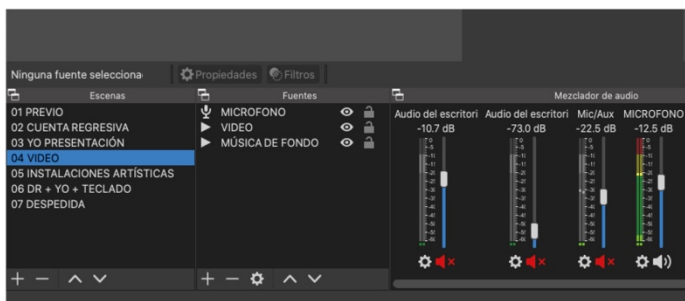 Ninguna fuente selecciona
Propiedades
Filtros
Escenas
01 PREVIO
02 CUENTA REGRESIVA
03 YO PRESENTACIÓN
04 VIDEO
05 INSTALACIONES ARTÍSTICAS
06 DR + YO + TECLADO
07 DESPEDIDA
Fuentes
MICROFONO
VIDEO
MÚSICA DE FONDO
Mezclador de audio
Audio del escritori Audio del escritori Mic/Aux MICROFONO
-10.7 dB -73.0 dB -22.5 dB -12.5 dB